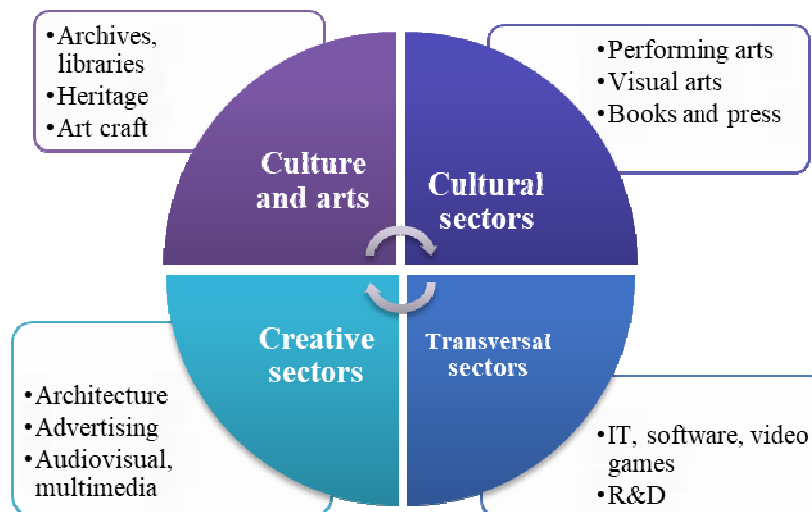 •Archives,
libraries
•Heritage
•Art craft
Culture
and arts
•Performing arts
•Visual arts
•Books and press
Cultural
sectors
Creative
sectors
•Architecture
•Advertising
•Audiovisual,
multimedia
Transversal
sectors
•IT, software, video
games
•R&D